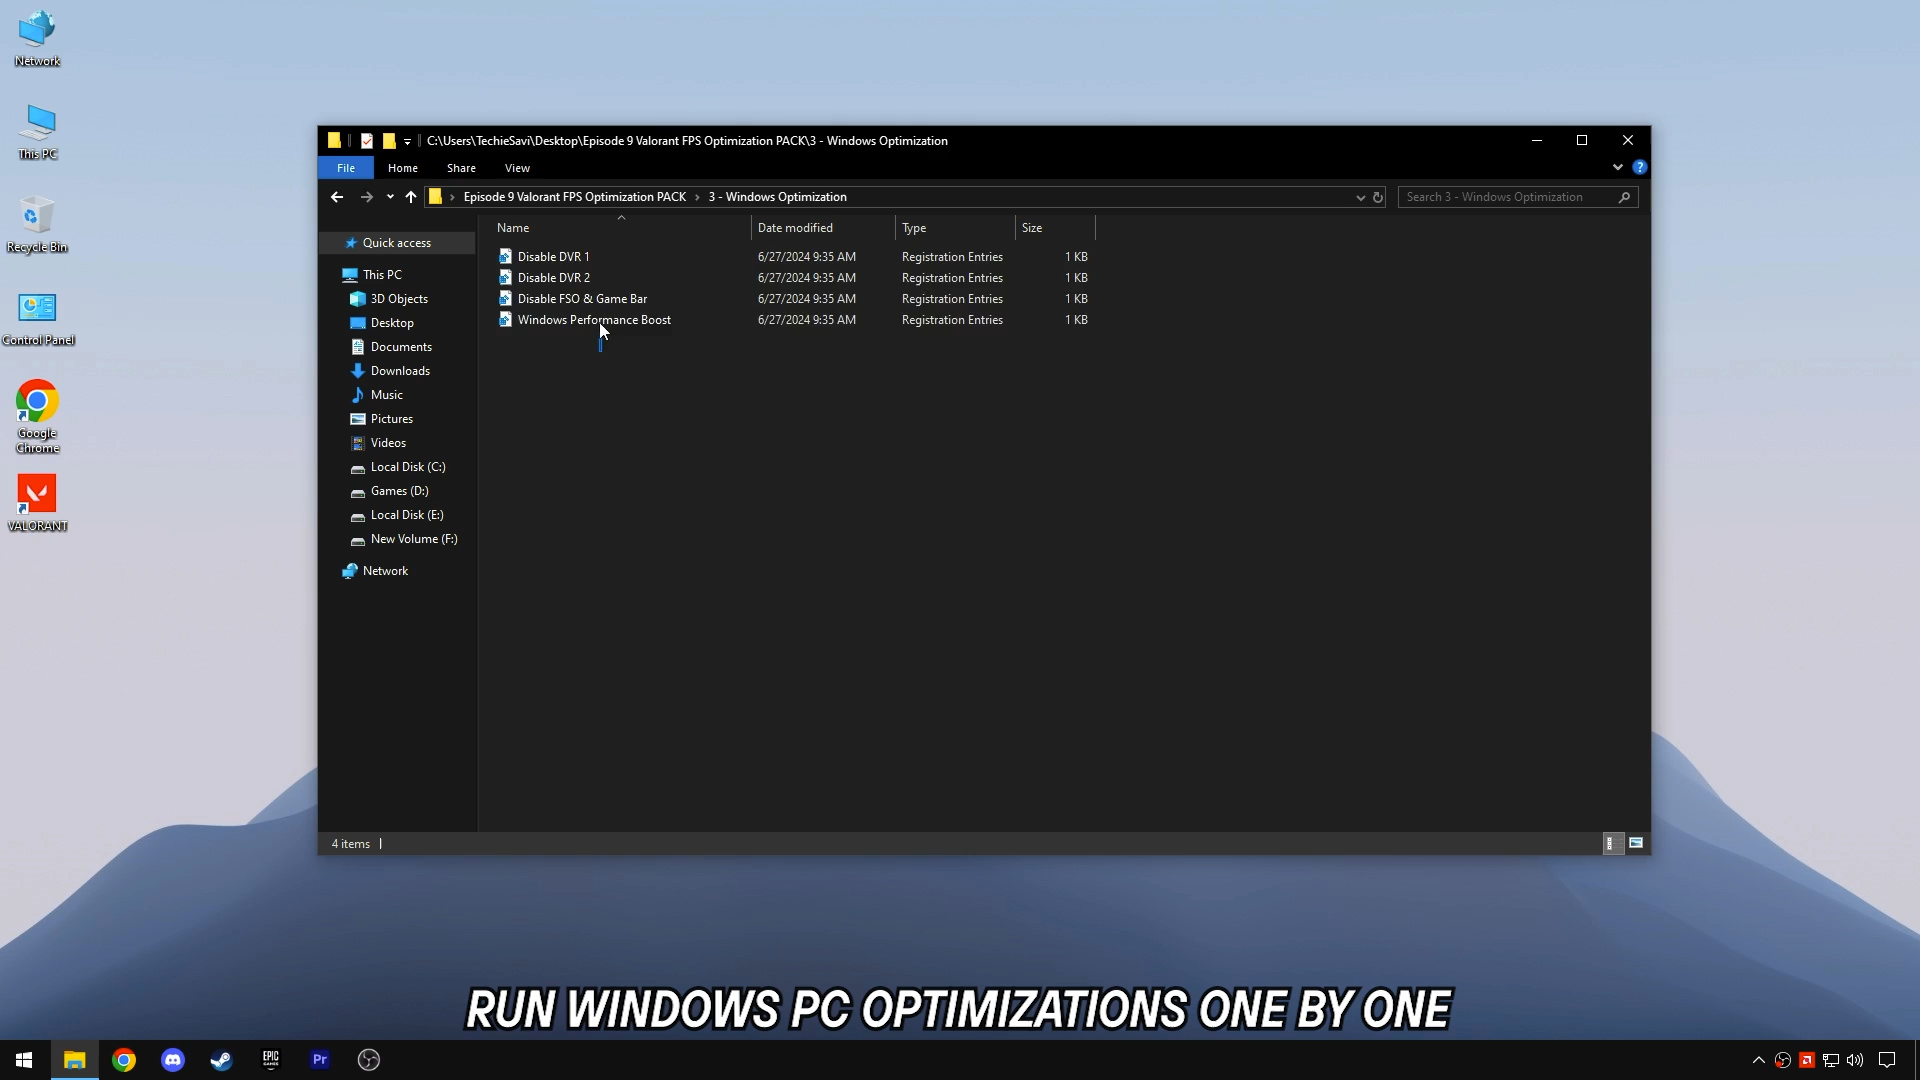 Network
This PC
Recycle Bin
Control Panel
Google
Chrome
VALORANT
C:\Users\TechieSavi\Desktop\Episode 9 Valorant FPS Optimization PACK\3 - Windows Optimization
File Home Share View
Episode 9 Valorant FPS Optimization PACK › 3 - Windows Optimization
Search 3 - Windows Optimization
Quick access
This PC
3D Objects
Desktop
Documents
Downloads
Music
Pictures
Videos
Local Disk (C:)
Games (D:)
Local Disk (E:)
New Volume (F:)
Network
Name Date modified Type Size
Disable DVR 1 6/27/2024 9:35 AM Registration Entries 1 KB
Disable DVR 2 6/27/2024 9:35 AM Registration Entries 1 KB
Disable FSO & Game Bar 6/27/2024 9:35 AM Registration Entries 1 KB
Windows Performance Boost 6/27/2024 9:35 AM Registration Entries 1 KB
4 items
RUN WINDOWS PC OPTIMIZATIONS ONE BY ONE
EPIC
GAMES
Pr